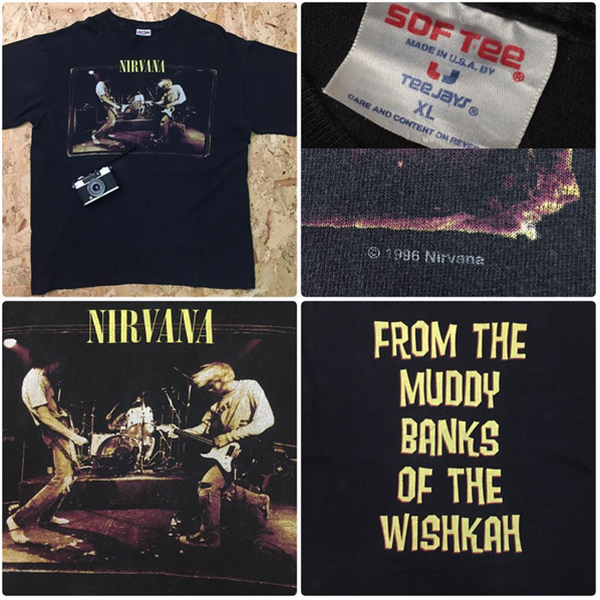 NIRVANA
SOF TEE®
MADE IN U.S.A. BY
TEE JAYS®
XL
CARE AND CONTENT ON REVER
© 1996 Nirvana
NIRVANA
FROM THE
MUDDY
BANKS
OF THE
WISHKAH